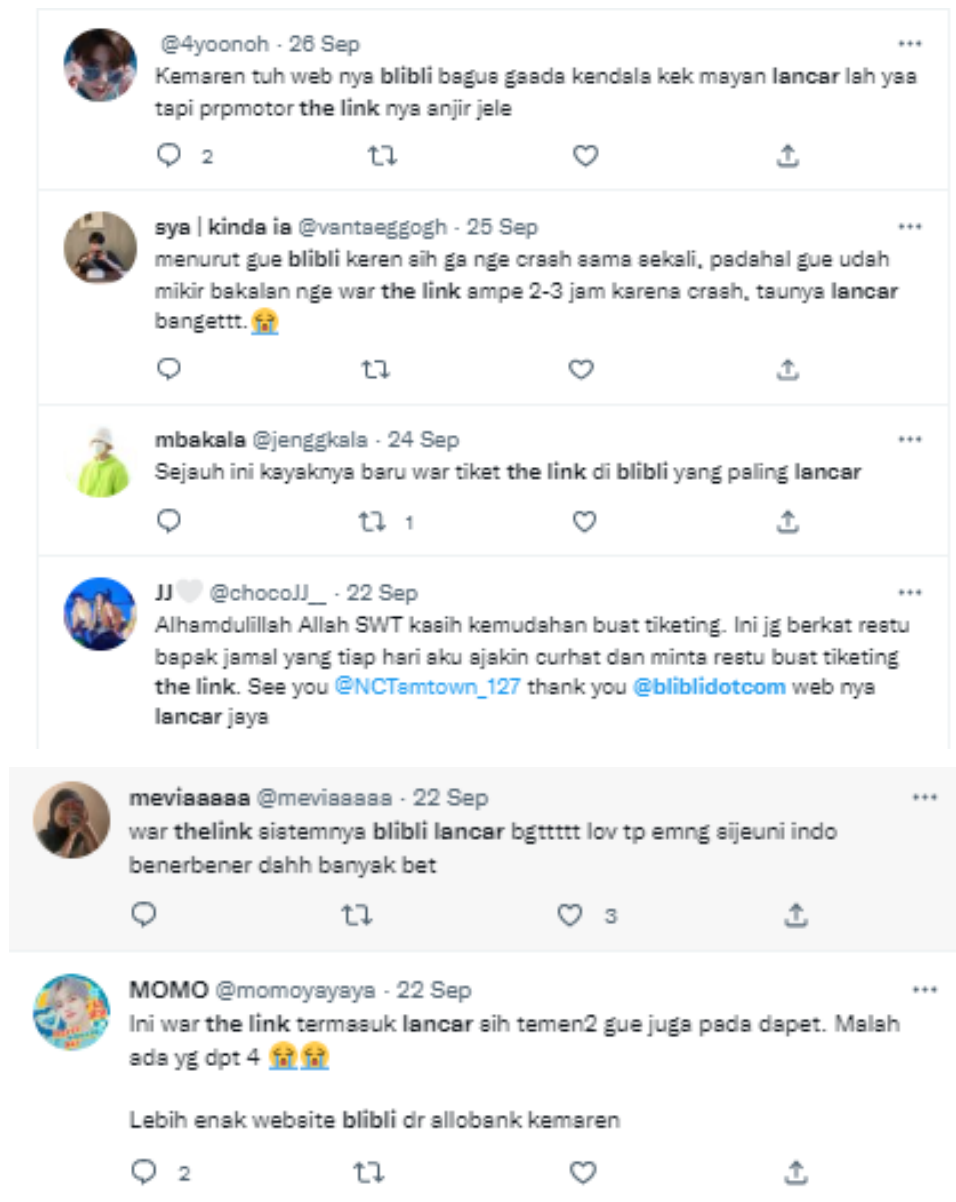 @4yoonoh · 26 Sep
Kemaren tuh web nya blibli bagus gaada kendala kek mayan lancar lah yaa
tapi prpmotor the link nya anjir jele
2
sya | kinda ia @vantaeggogh · 25 Sep
menurut gue blibli keren sih ga nge crash sama sekali, padahal gue udah
mikir bakalan nge war the link ampe 2-3 jam karena crash, taunya lancar
bangettt.😭
mbakala @jenggkala · 24 Sep
Sejauh ini kayaknya baru war tiket the link di blibli yang paling lancar
1
JJ🤍 @chocoJJ__ · 22 Sep
Alhamdulillah Allah SWT kasih kemudahan buat tiketing. Ini jg berkat restu
bapak jamal yang tiap hari aku ajakin curhat dan minta restu buat tiketing
the link. See you @NCTsmtown_127 thank you @bliblidotcom web nya
lancar jaya
meviaaaaa @meviaaaaa · 22 Sep
war thelink sistemnya blibli lancar bgttttt lov tp emng sijeuni indo
benerbener dahh banyak bet
3
MOMO @momoyayaya · 22 Sep
Ini war the link termasuk lancar sih temen2 gue juga pada dapet. Malah
ada yg dpt 4 😭😭
Lebih enak website blibli dr allobank kemaren
2